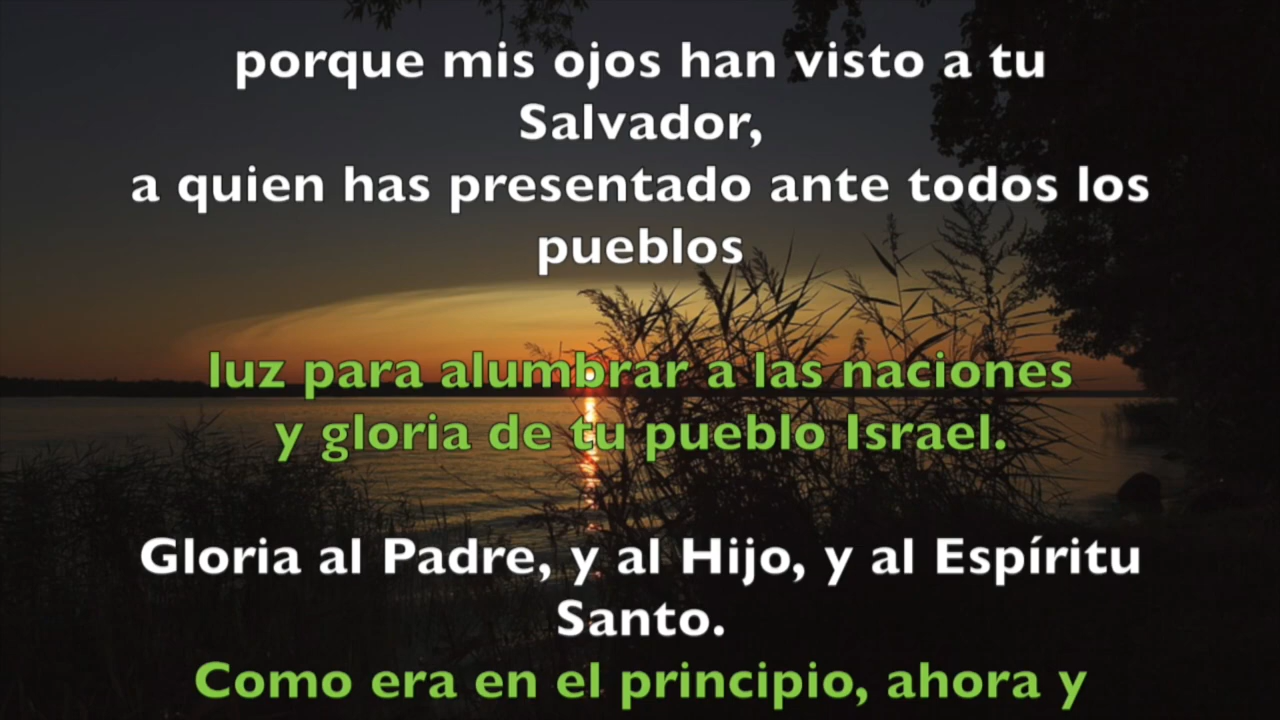 porque mis ojos han visto a tu
Salvador,
a quien has presentado ante todos los
pueblos
luz para alumbrar a las naciones
y gloria de tu pueblo Israel.
Gloria al Padre, y al Hijo, y al Espíritu
Santo.
Como era en el principio, ahora y